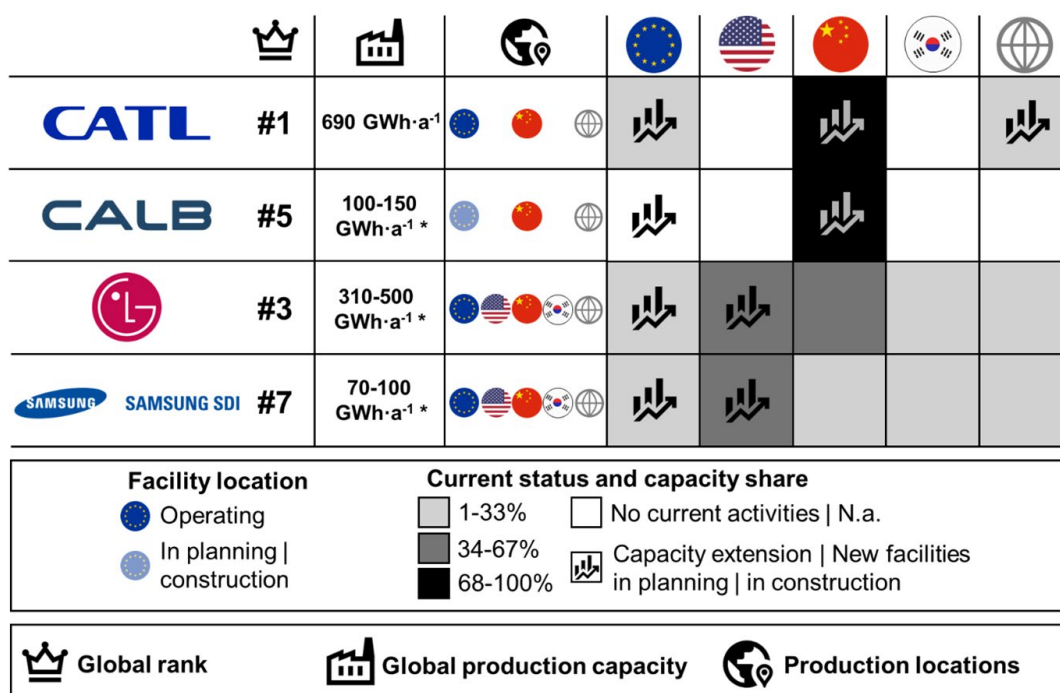 CATL #1 690 GWh·a⁻¹
CALB #5 100-150
GWh·a⁻¹ *
LG #3 310-500
GWh·a⁻¹ *
SAMSUNG SAMSUNG SDI #7 70-100
GWh·a⁻¹ *
Facility location
Operating
In planning |
construction
Current status and capacity share
1-33%
34-67%
68-100%
No current activities | N.a.
Capacity extension | New facilities
in planning | in construction
Global rank
Global production capacity
Production locations